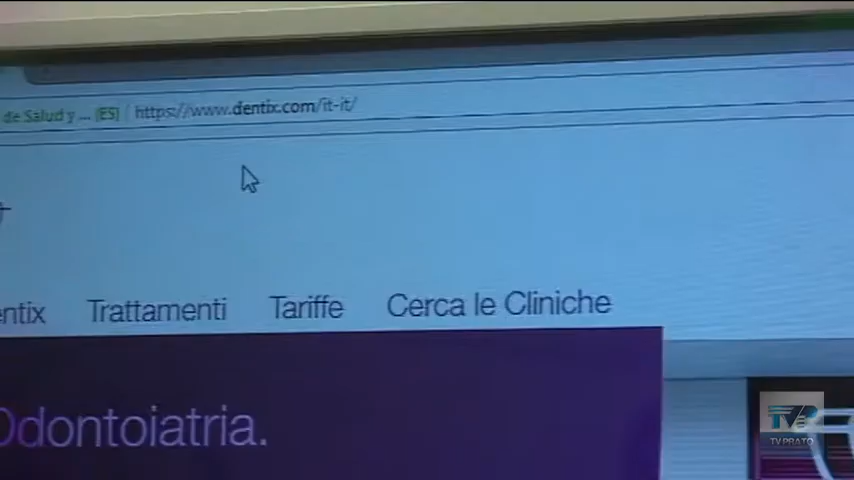 de Salud y ... [ES] https://www.dentix.com/it-it/
entix Trattamenti Tariffe Cerca le Cliniche
Odontoiatria.
TV PRATO